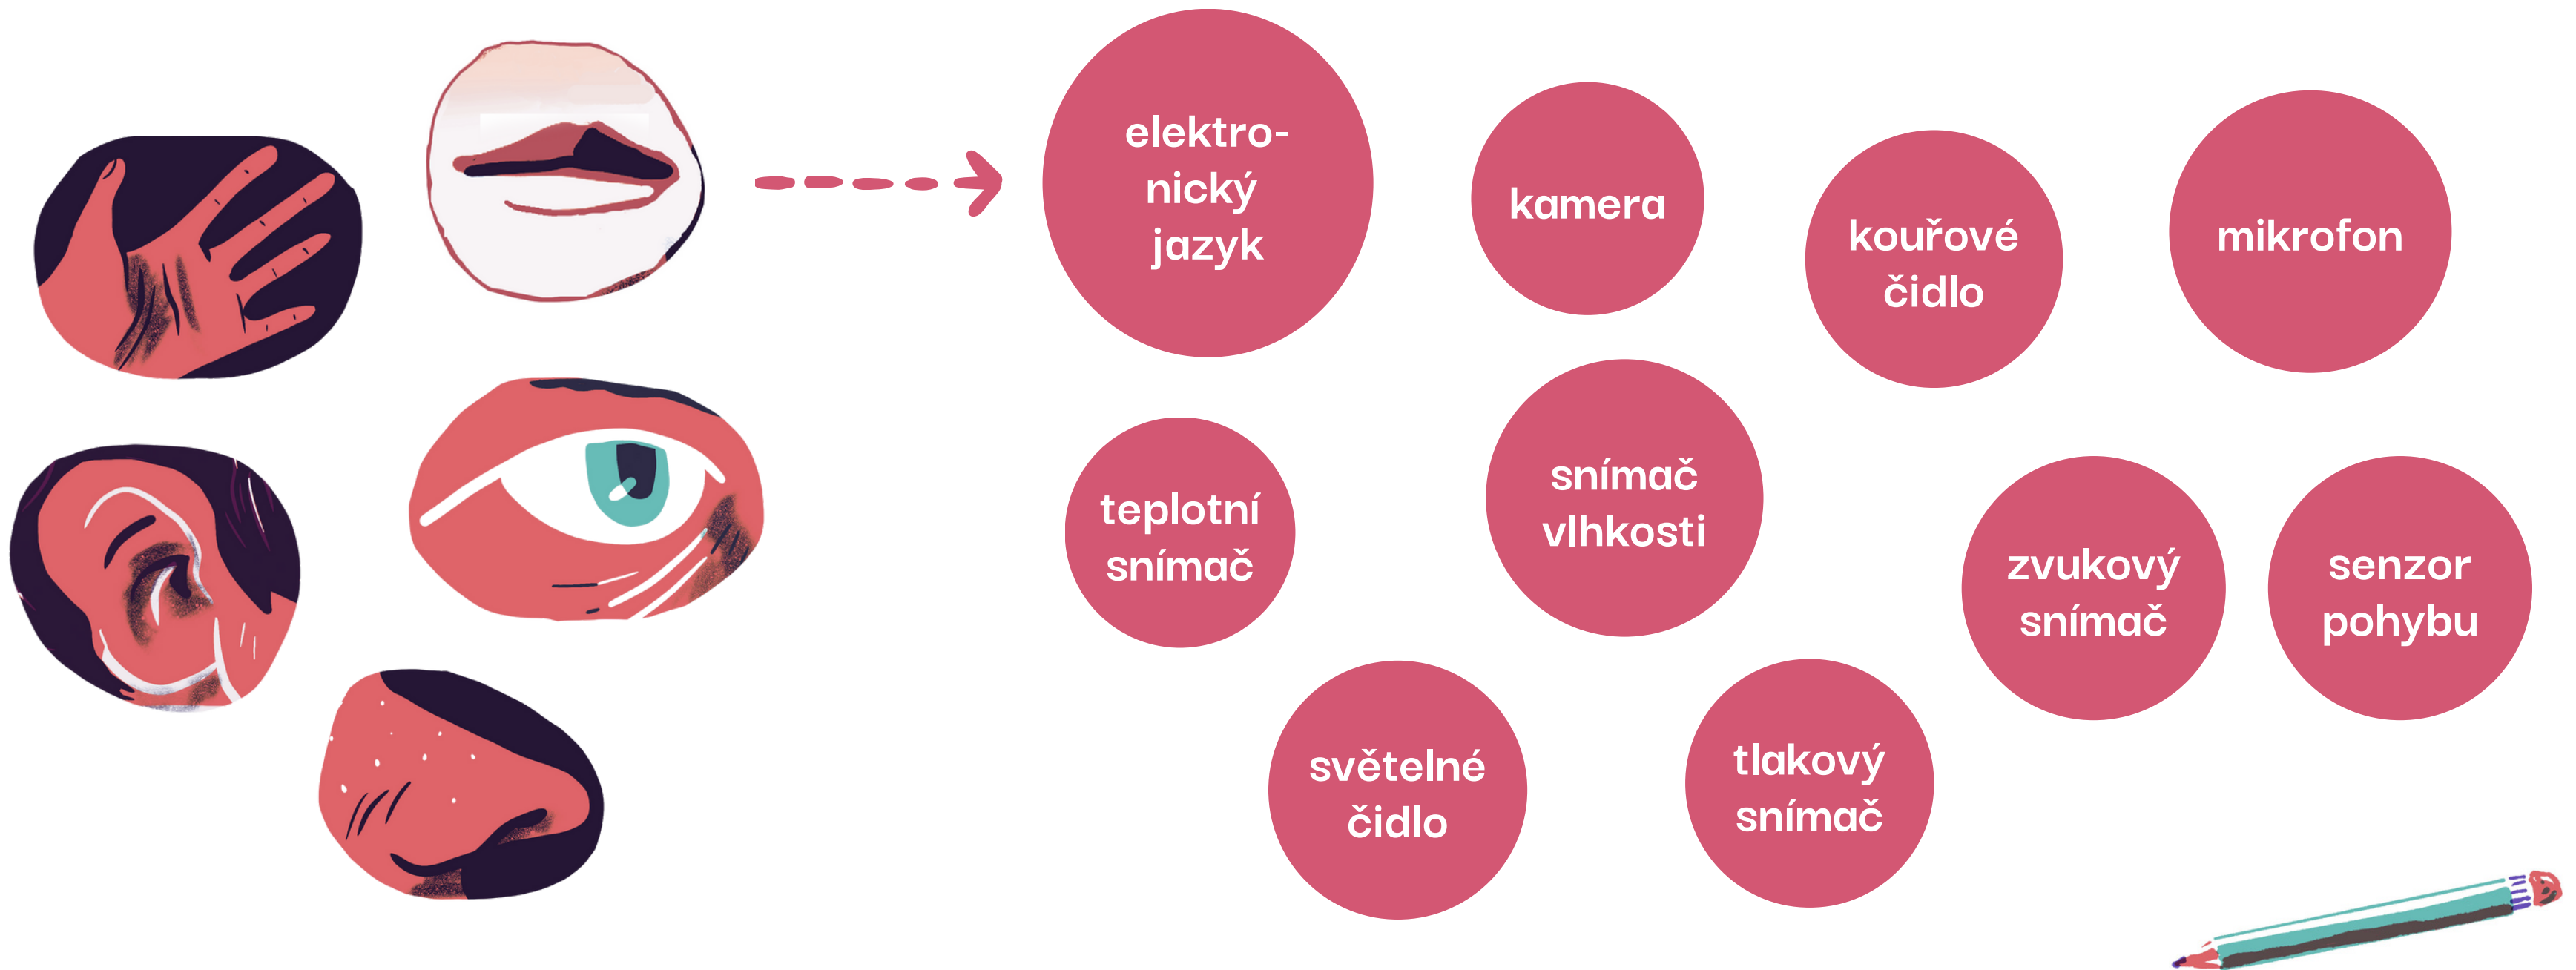 elektro-
nický
jazyk
kamera
kouřové
čidlo
mikrofon
teplotní
snímač
snímač
vlhkosti
zvukový
snímač
senzor
pohybu
světelné
čidlo
tlakový
snímač